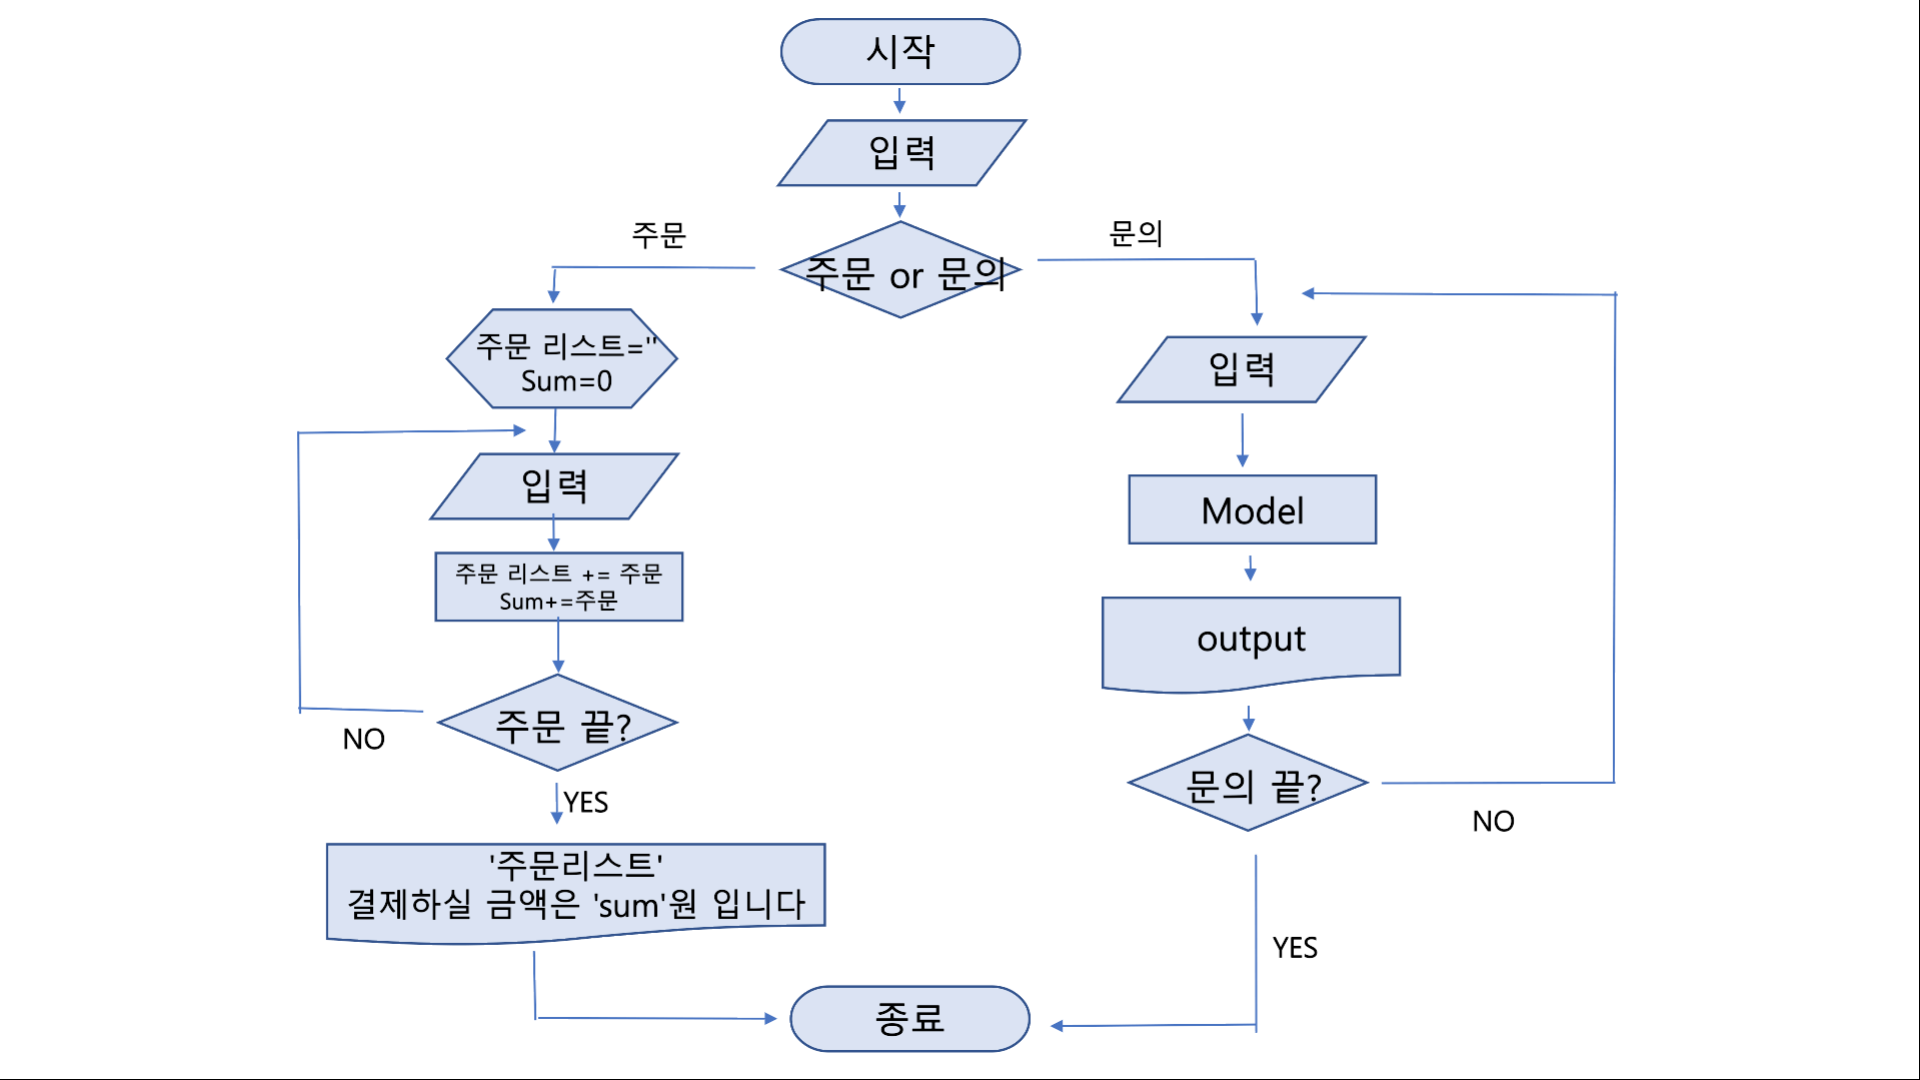 시작
입력
주문 or 문의
주문
문의
주문 리스트=''
Sum=0
입력
주문 리스트 += 주문
Sum+=주문
주문 끝?
NO
YES
'주문리스트'
결제하실 금액은 'sum'원 입니다
입력
Model
output
문의 끝?
NO
YES
종료